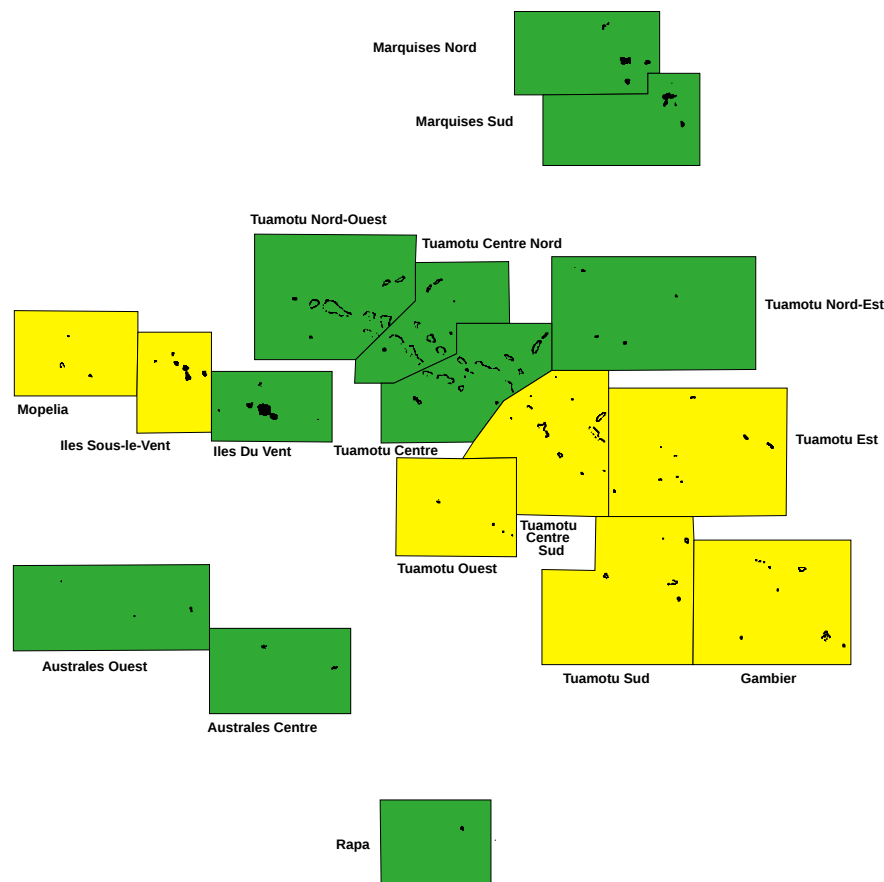 Marquises Nord
Marquises Sud
Tuamotu Nord-Ouest
Tuamotu Centre Nord
Tuamotu Nord-Est
Mopelia
Iles Sous-le-Vent
Iles Du Vent
Tuamotu Centre
Tuamotu Est
Tuamotu
Centre
Sud
Tuamotu Ouest
Australes Ouest
Tuamotu Sud
Gambier
Australes Centre
Rapa